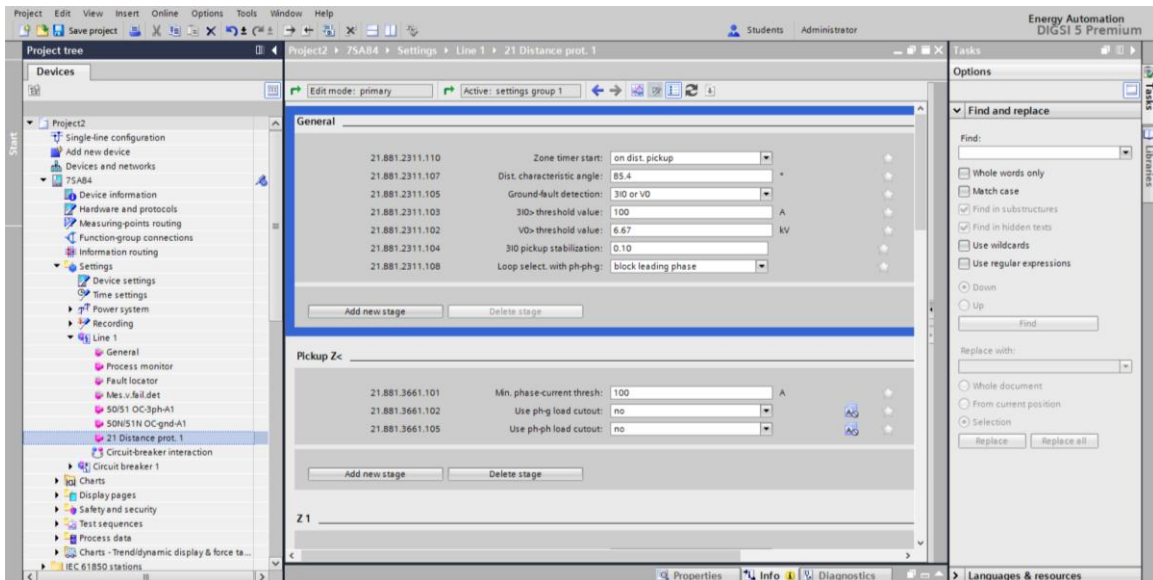 Project Edit View Insert Online Options Tools Window Help
Energy Automation
DIGSI 5 Premium
Save project
Students Administrator
Project tree
Project2 ▸ 7SA84 ▸ Settings ▸ Line 1 ▸ 21 Distance prot. 1
Tasks
Devices
Options
Edit mode: primary
Active: settings group 1
Start
Project2
Single-line configuration
Add new device
Devices and networks
7SA84
Device information
Hardware and protocols
Measuring-points routing
Function-group connections
Information routing
Settings
Device settings
Time settings
Power system
Recording
Line 1
General
Process monitor
Fault locator
Mes.v.fail.det
50/51 OC-3ph-A1
50N/51N OC-gnd-A1
21 Distance prot. 1
Circuit-breaker interaction
Circuit breaker 1
Charts
Display pages
Safety and security
Test sequences
Process data
Charts - Trend/dynamic display & force ta...
IEC 61850 stations
General
21.881.2311.110 Zone timer start: on dist. pickup
21.881.2311.107 Dist. characteristic angle: 85.4 °
21.881.2311.105 Ground-fault detection: 3I0 or V0
21.881.2311.103 3I0> threshold value: 100 A
21.881.2311.102 V0> threshold value: 6.67 kV
21.881.2311.104 3I0 pickup stabilization: 0.10
21.881.2311.108 Loop select. with ph-ph-g: block leading phase
Add new stage Delete stage
Pickup Z<
21.881.3661.101 Min. phase-current thresh: 100 A
21.881.3661.102 Use ph-g load cutout: no
21.881.3661.105 Use ph-ph load cutout: no
Add new stage Delete stage
Z 1
Find and replace
Find:
Whole words only
Match case
Find in substructures
Find in hidden texts
Use wildcards
Use regular expressions
Down
Up
Find
Replace with:
Whole document
From current position
Selection
Replace Replace all
Languages & resources
Tasks
Libraries
Properties Info Diagnostics